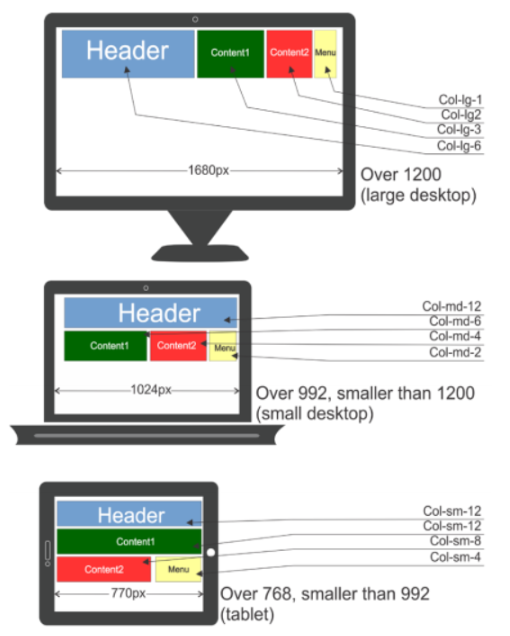 Header Content1 Content2 Menu
Col-lg-1
Col-lg2
Col-lg-3
Col-lg-6
1680px
Over 1200
(large desktop)
Header
Content1 Content2 Menu
Col-md-12
Col-md-6
Col-md-4
Col-md-2
1024px
Over 992, smaller than 1200
(small desktop)
Header
Content1
Content2 Menu
Col-sm-12
Col-sm-12
Col-sm-8
Col-sm-4
770px
Over 768, smaller than 992
(tablet)